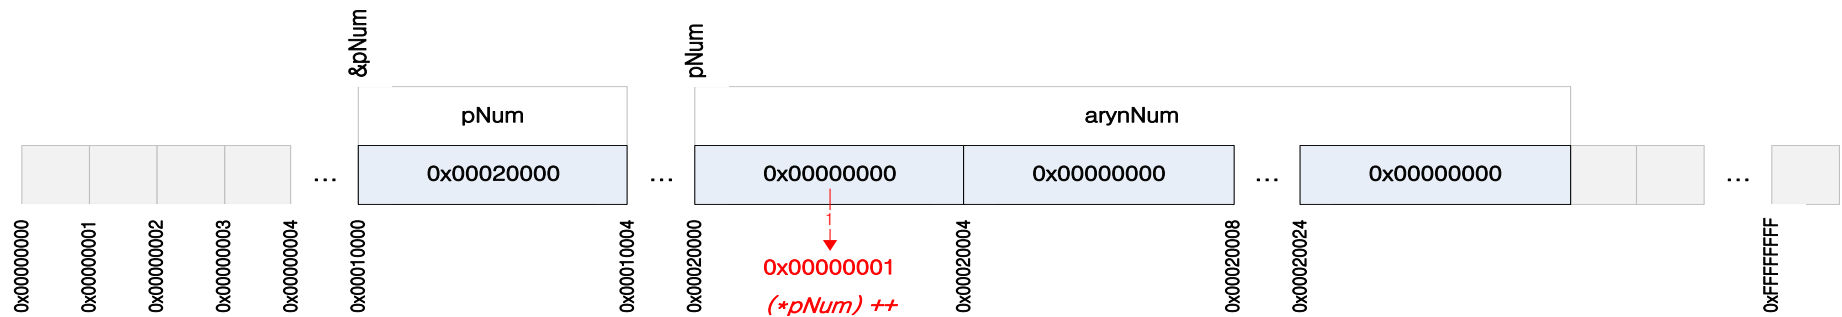 &pNum
pNum
pNum
arynNum
... 0x00020000 ... 0x00000000 0x00000000 ... 0x00000000 ...
1
0x00000000
0x00000001
0x00000002
0x00000003
0x00000004
0x00010000
0x00010004
0x00020000
0x00020004
0x00020008
0x00020024
0xFFFFFFFF
0x00000001
(*pNum) ++